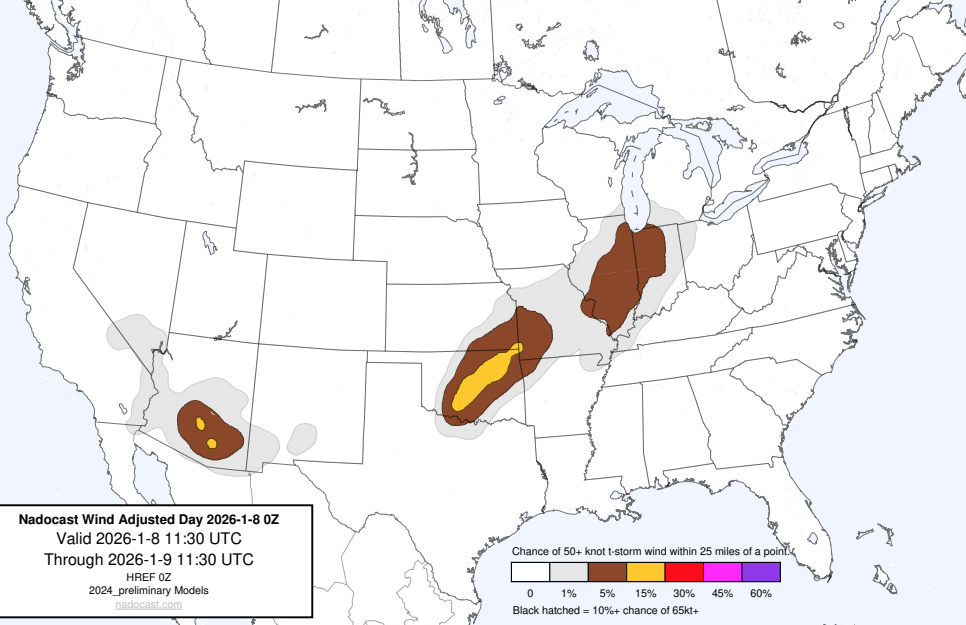 Nadocast Wind Adjusted Day 2026-1-8 0Z
Valid 2026-1-8 11:30 UTC
Through 2026-1-9 11:30 UTC
HREF 0Z
2024_preliminary Models
nadocast.com
Chance of 50+ knot t-storm wind within 25 miles of a point.
0 1% 5% 15% 30% 45% 60%
Black hatched = 10%+ chance of 65kt+